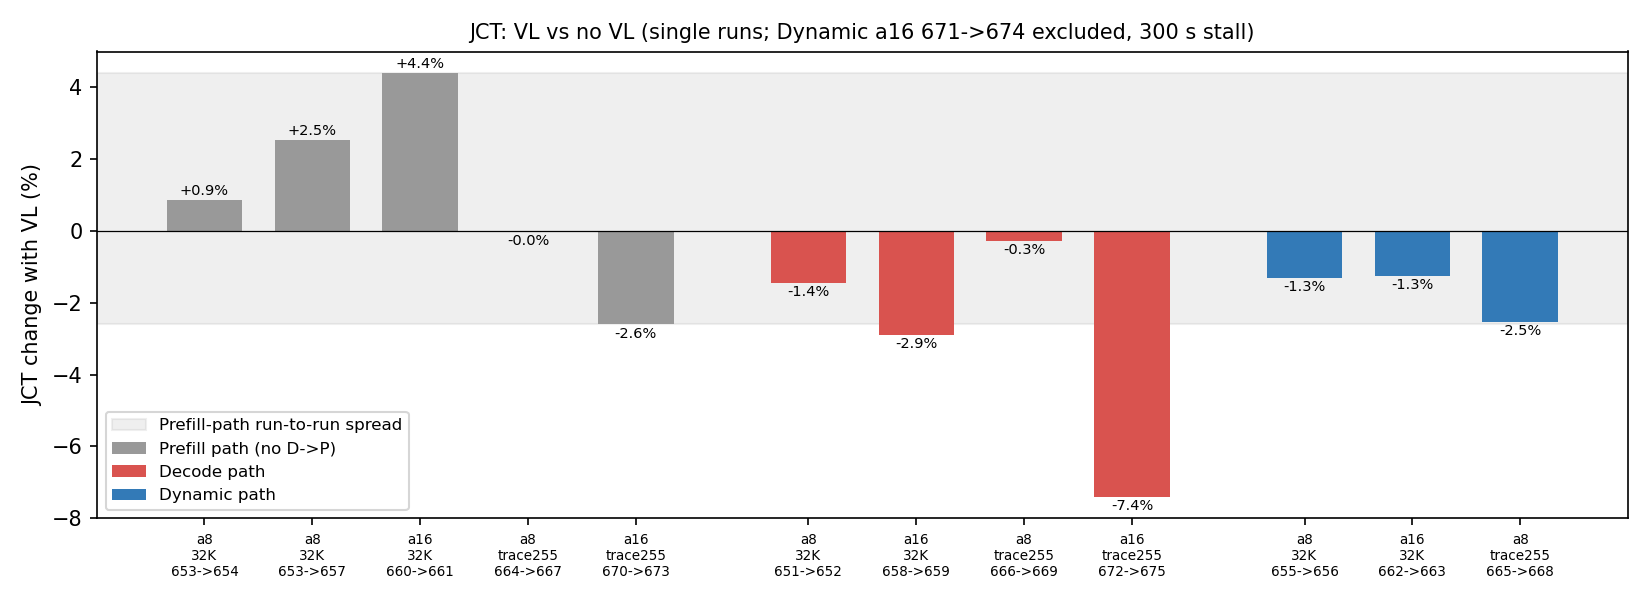 JCT: VL vs no VL (single runs; Dynamic a16 671->674 excluded, 300 s stall)
JCT change with VL (%)
4
2
0
−2
−4
−6
−8
+0.9%
+2.5%
+4.4%
-0.0%
-2.6%
-1.4%
-2.9%
-0.3%
-7.4%
-1.3%
-1.3%
-2.5%
Prefill-path run-to-run spread
Prefill path (no D->P)
Decode path
Dynamic path
a8
32K
653->654
a8
32K
653->657
a16
32K
660->661
a8
trace255
664->667
a16
trace255
670->673
a8
32K
651->652
a16
32K
658->659
a8
trace255
666->669
a16
trace255
672->675
a8
32K
655->656
a16
32K
662->663
a8
trace255
665->668